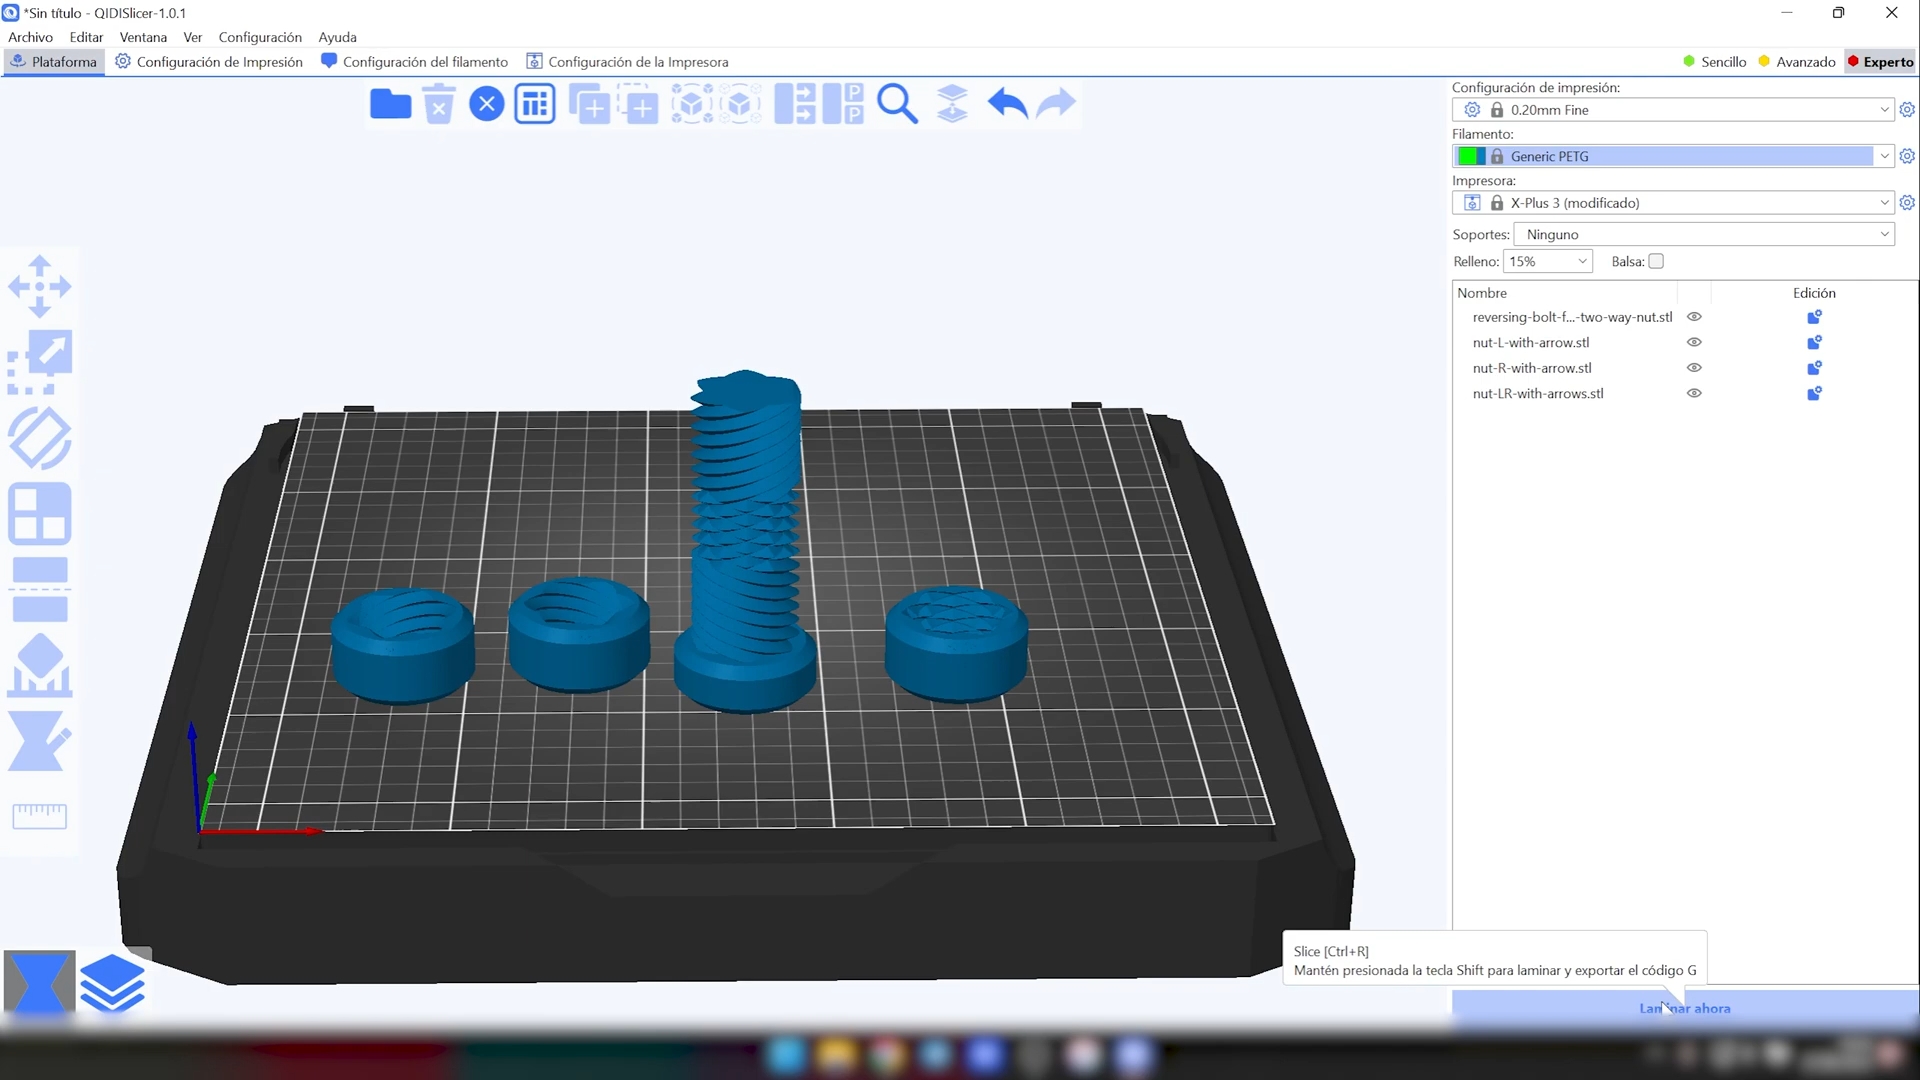 *Sin título - QIDISlicer-1.0.1
Archivo Editar Ventana Ver Configuración Ayuda
Plataforma Configuración de Impresión Configuración del filamento Configuración de la Impresora Sencillo Avanzado Experto
Configuración de impresión:
0.20mm Fine
Filamento:
Generic PETG
Impresora:
X-Plus 3 (modificado)
Soportes: Ninguno
Relleno: 15% Balsa:
Nombre Edición
reversing-bolt-f...-two-way-nut.stl
nut-L-with-arrow.stl
nut-R-with-arrow.stl
nut-LR-with-arrows.stl
Slice [Ctrl+R]
Mantén presionada la tecla Shift para laminar y exportar el código G
Laminar ahora